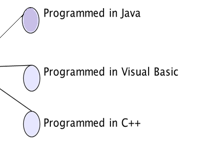 Programmed in Java
Programmed in Visual Basic
Programmed in C++